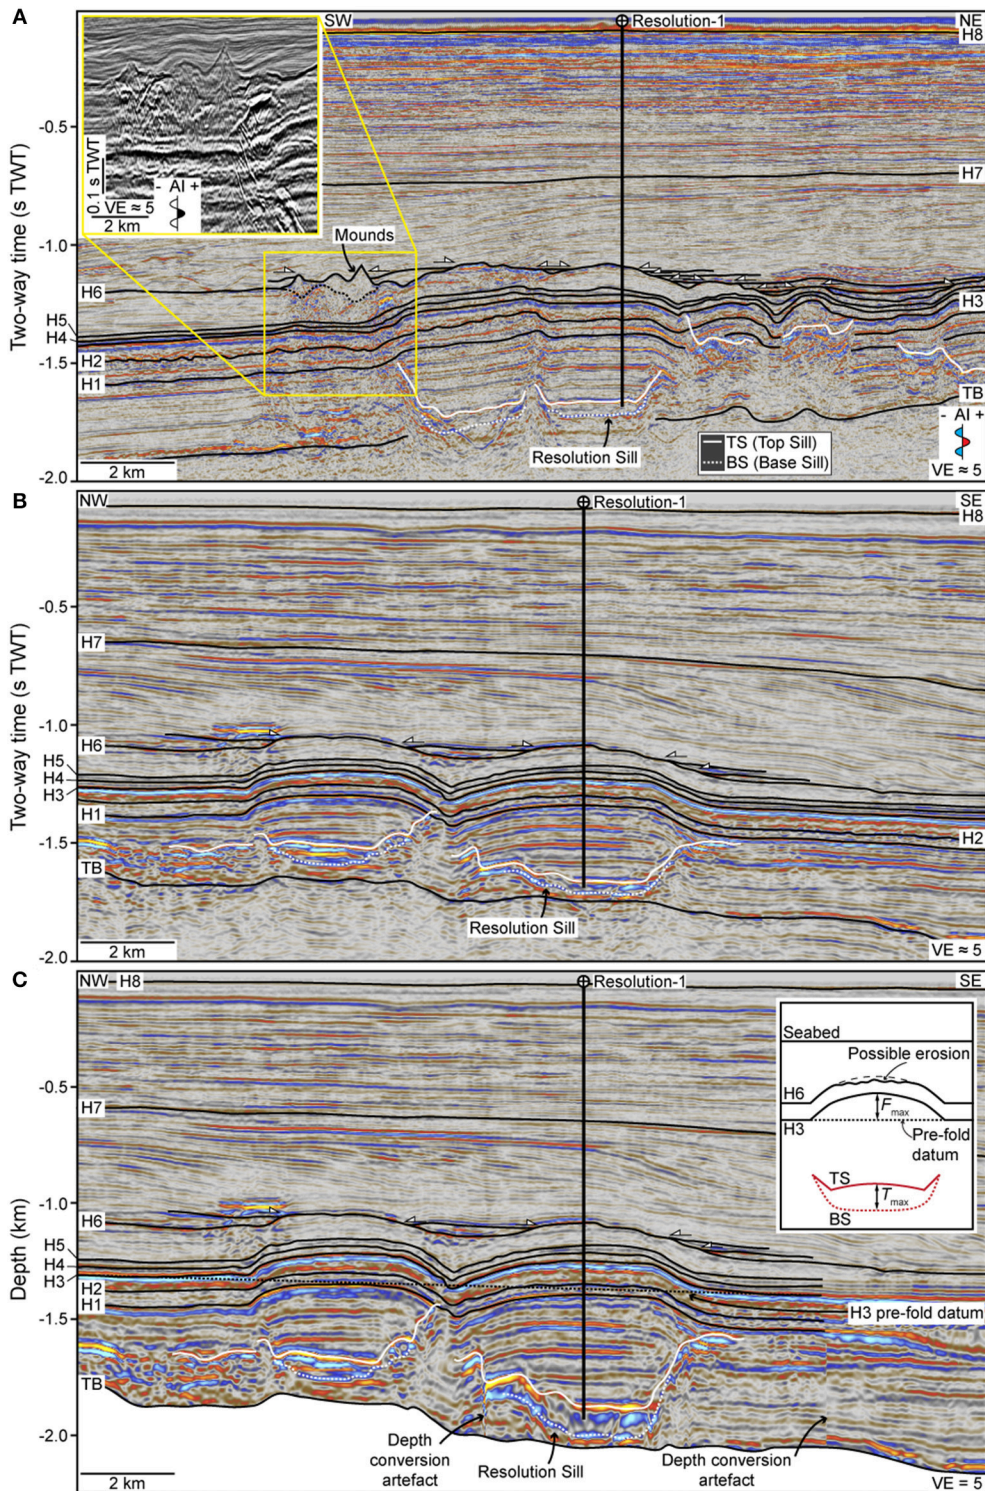 A
SW
Resolution-1
NE
H8
-0.5
0.1 s TWT
- AI +
VE ≈ 5
2 km
H7
Two-way time (s TWT)
-1.0
Mounds
H6
H3
H5
H4
-1.5
H2
H1
TB
Resolution Sill
TS (Top Sill)
BS (Base Sill)
- AI +
-2.0
2 km
VE ≈ 5
B
NW
Resolution-1
SE
H8
-0.5
H7
Two-way time (s TWT)
-1.0
H6
H5
H4
H3
H1
H2
-1.5
TB
Resolution Sill
2 km
-2.0
VE ≈ 5
C
NW
H8
Resolution-1
SE
Seabed
Possible erosion
H6
Fmax
H3
Pre-fold
datum
TS
Tmax
BS
-0.5
H7
Depth (km)
-1.0
H6
H5
H4
H3
H2
H1
H3 pre-fold datum
-1.5
TB
-2.0
Depth
conversion
artefact
Resolution Sill
Depth conversion
artefact
2 km
VE = 5